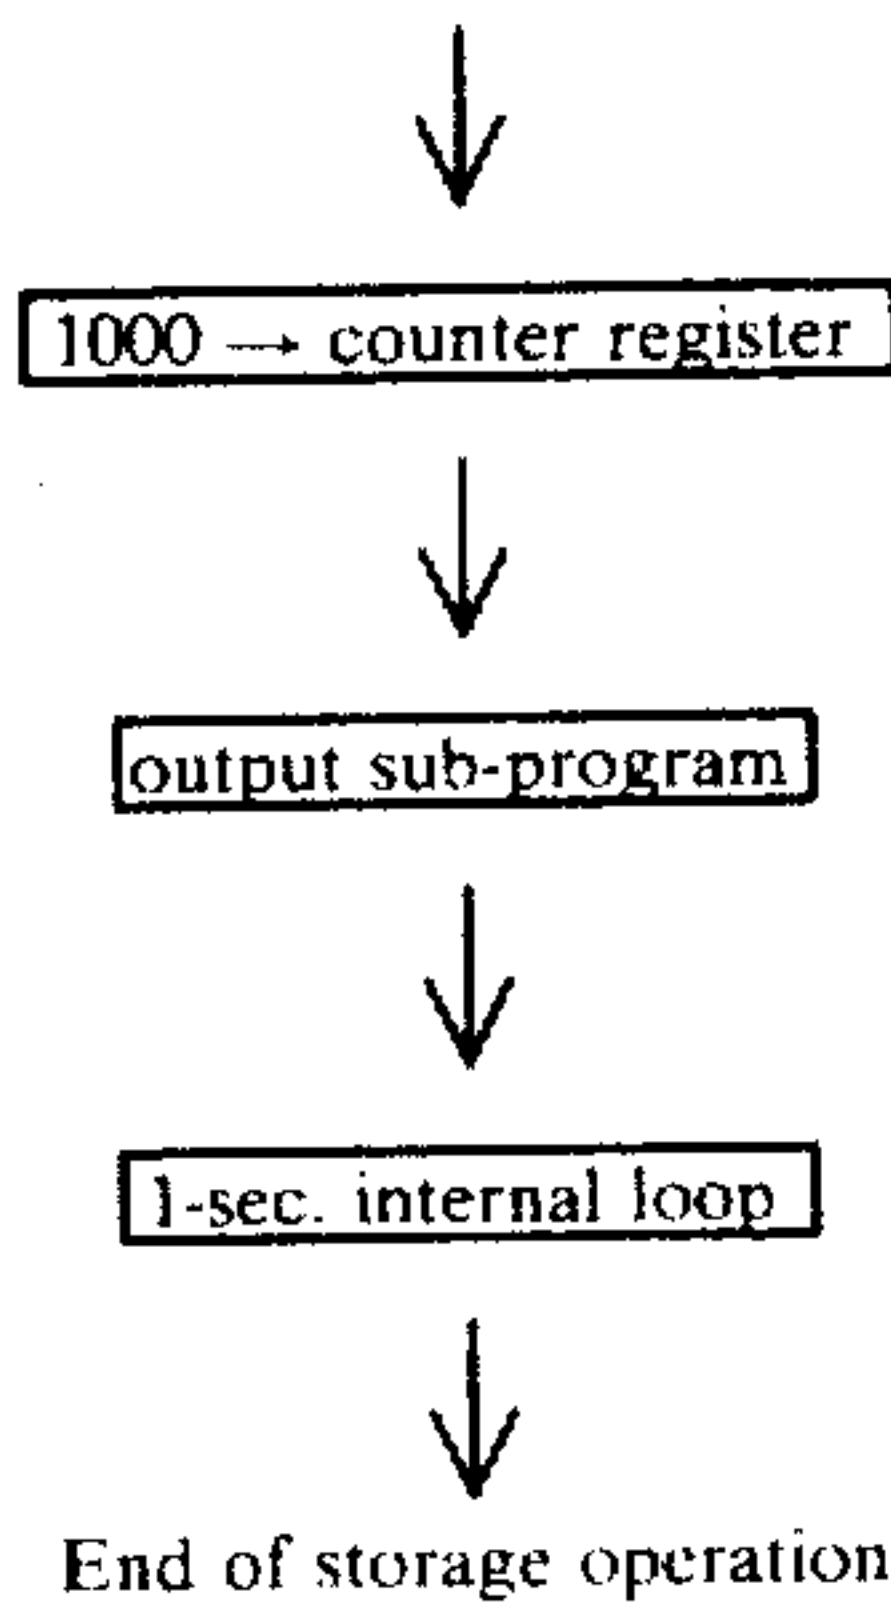 1000 → counter register
output sub-program
1-sec. internal loop
End of storage operation